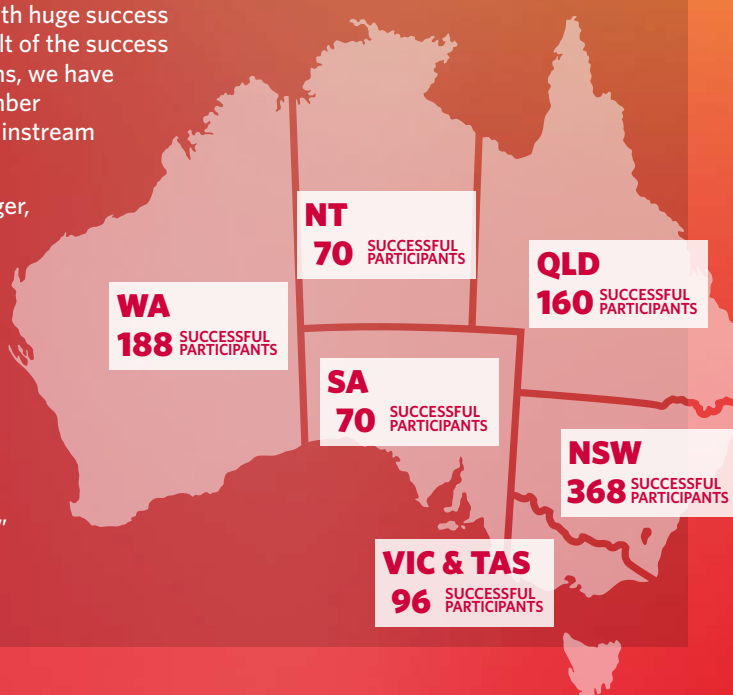 th huge success
lt of the success
ns, we have
nber
instream
ger,
"
NT
70 SUCCESSFUL
PARTICIPANTS
QLD
160 SUCCESSFUL
PARTICIPANTS
WA
188 SUCCESSFUL
PARTICIPANTS
SA
70 SUCCESSFUL
PARTICIPANTS
NSW
368 SUCCESSFUL
PARTICIPANTS
VIC & TAS
96 SUCCESSFUL
PARTICIPANTS